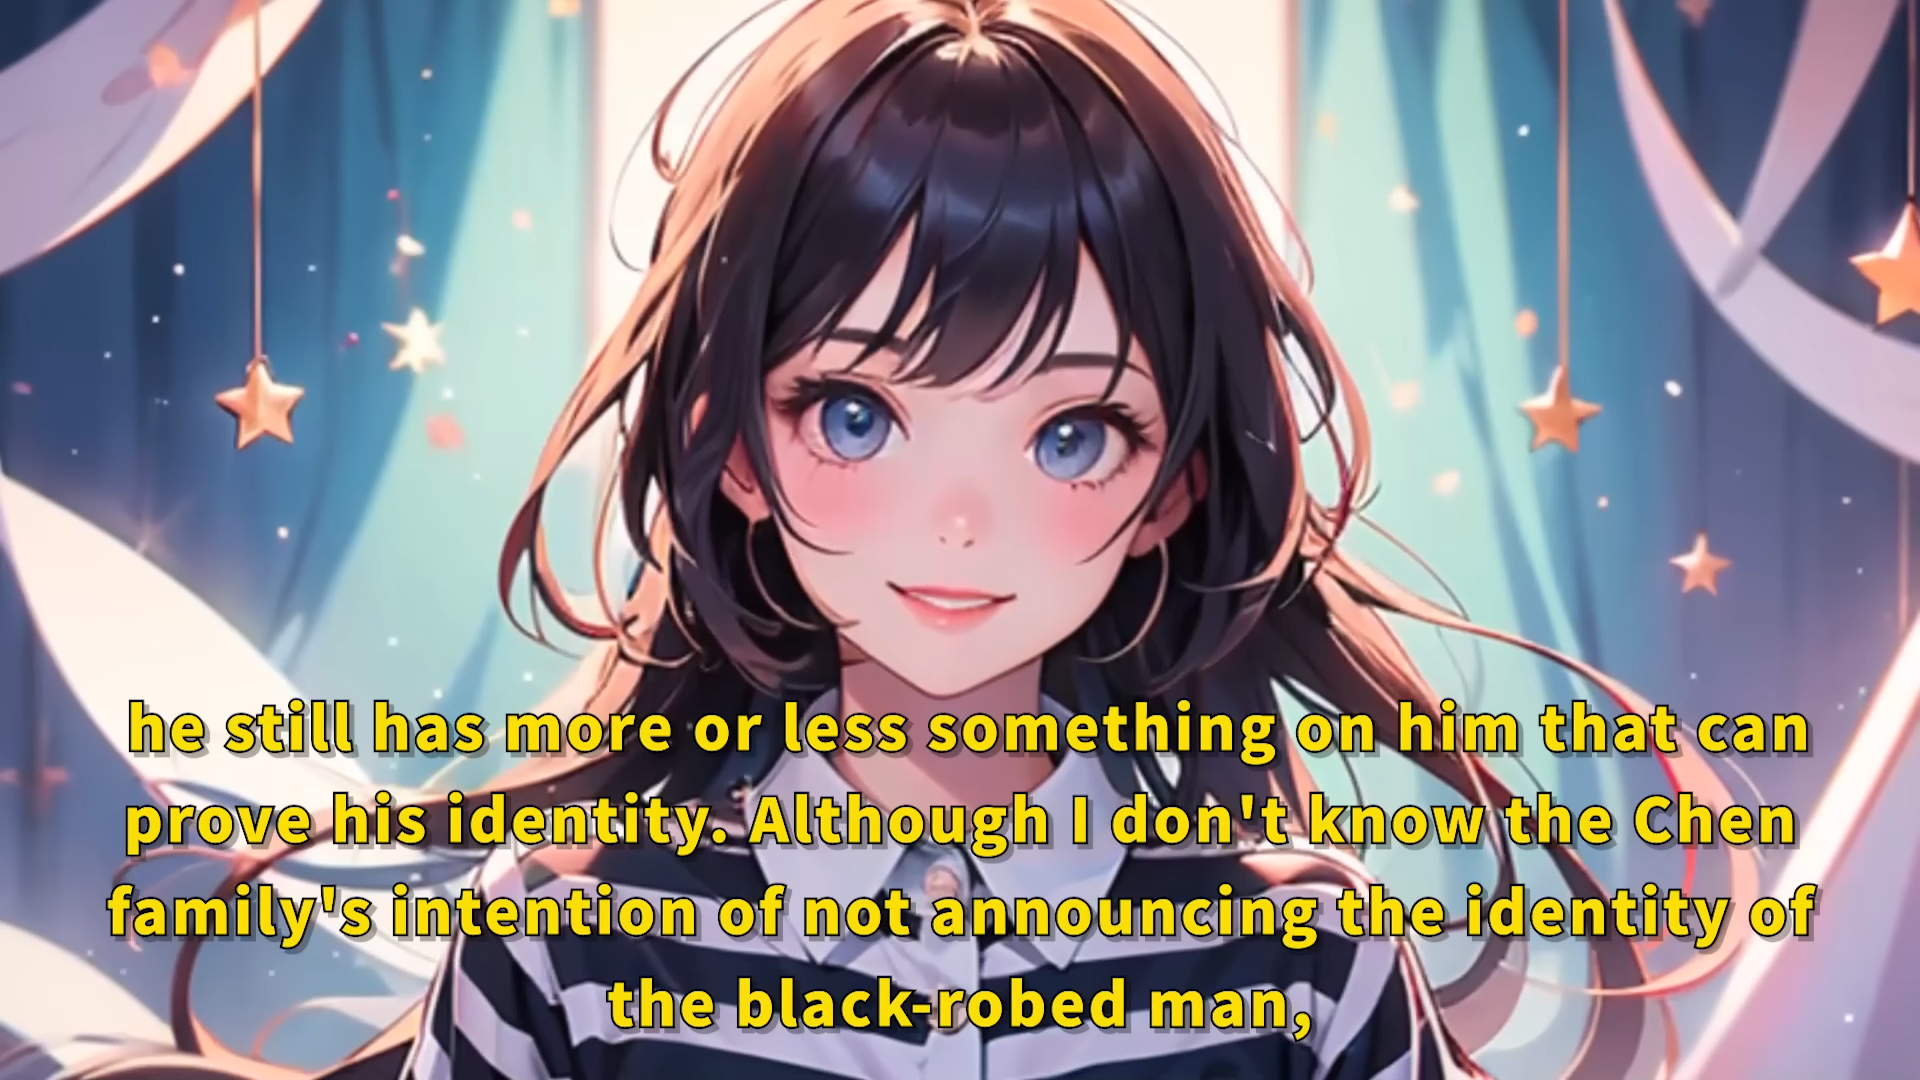 he still has more or less something on him that can
prove his identity. Although I don't know the Chen
family's intention of not announcing the identity of
the black-robed man,